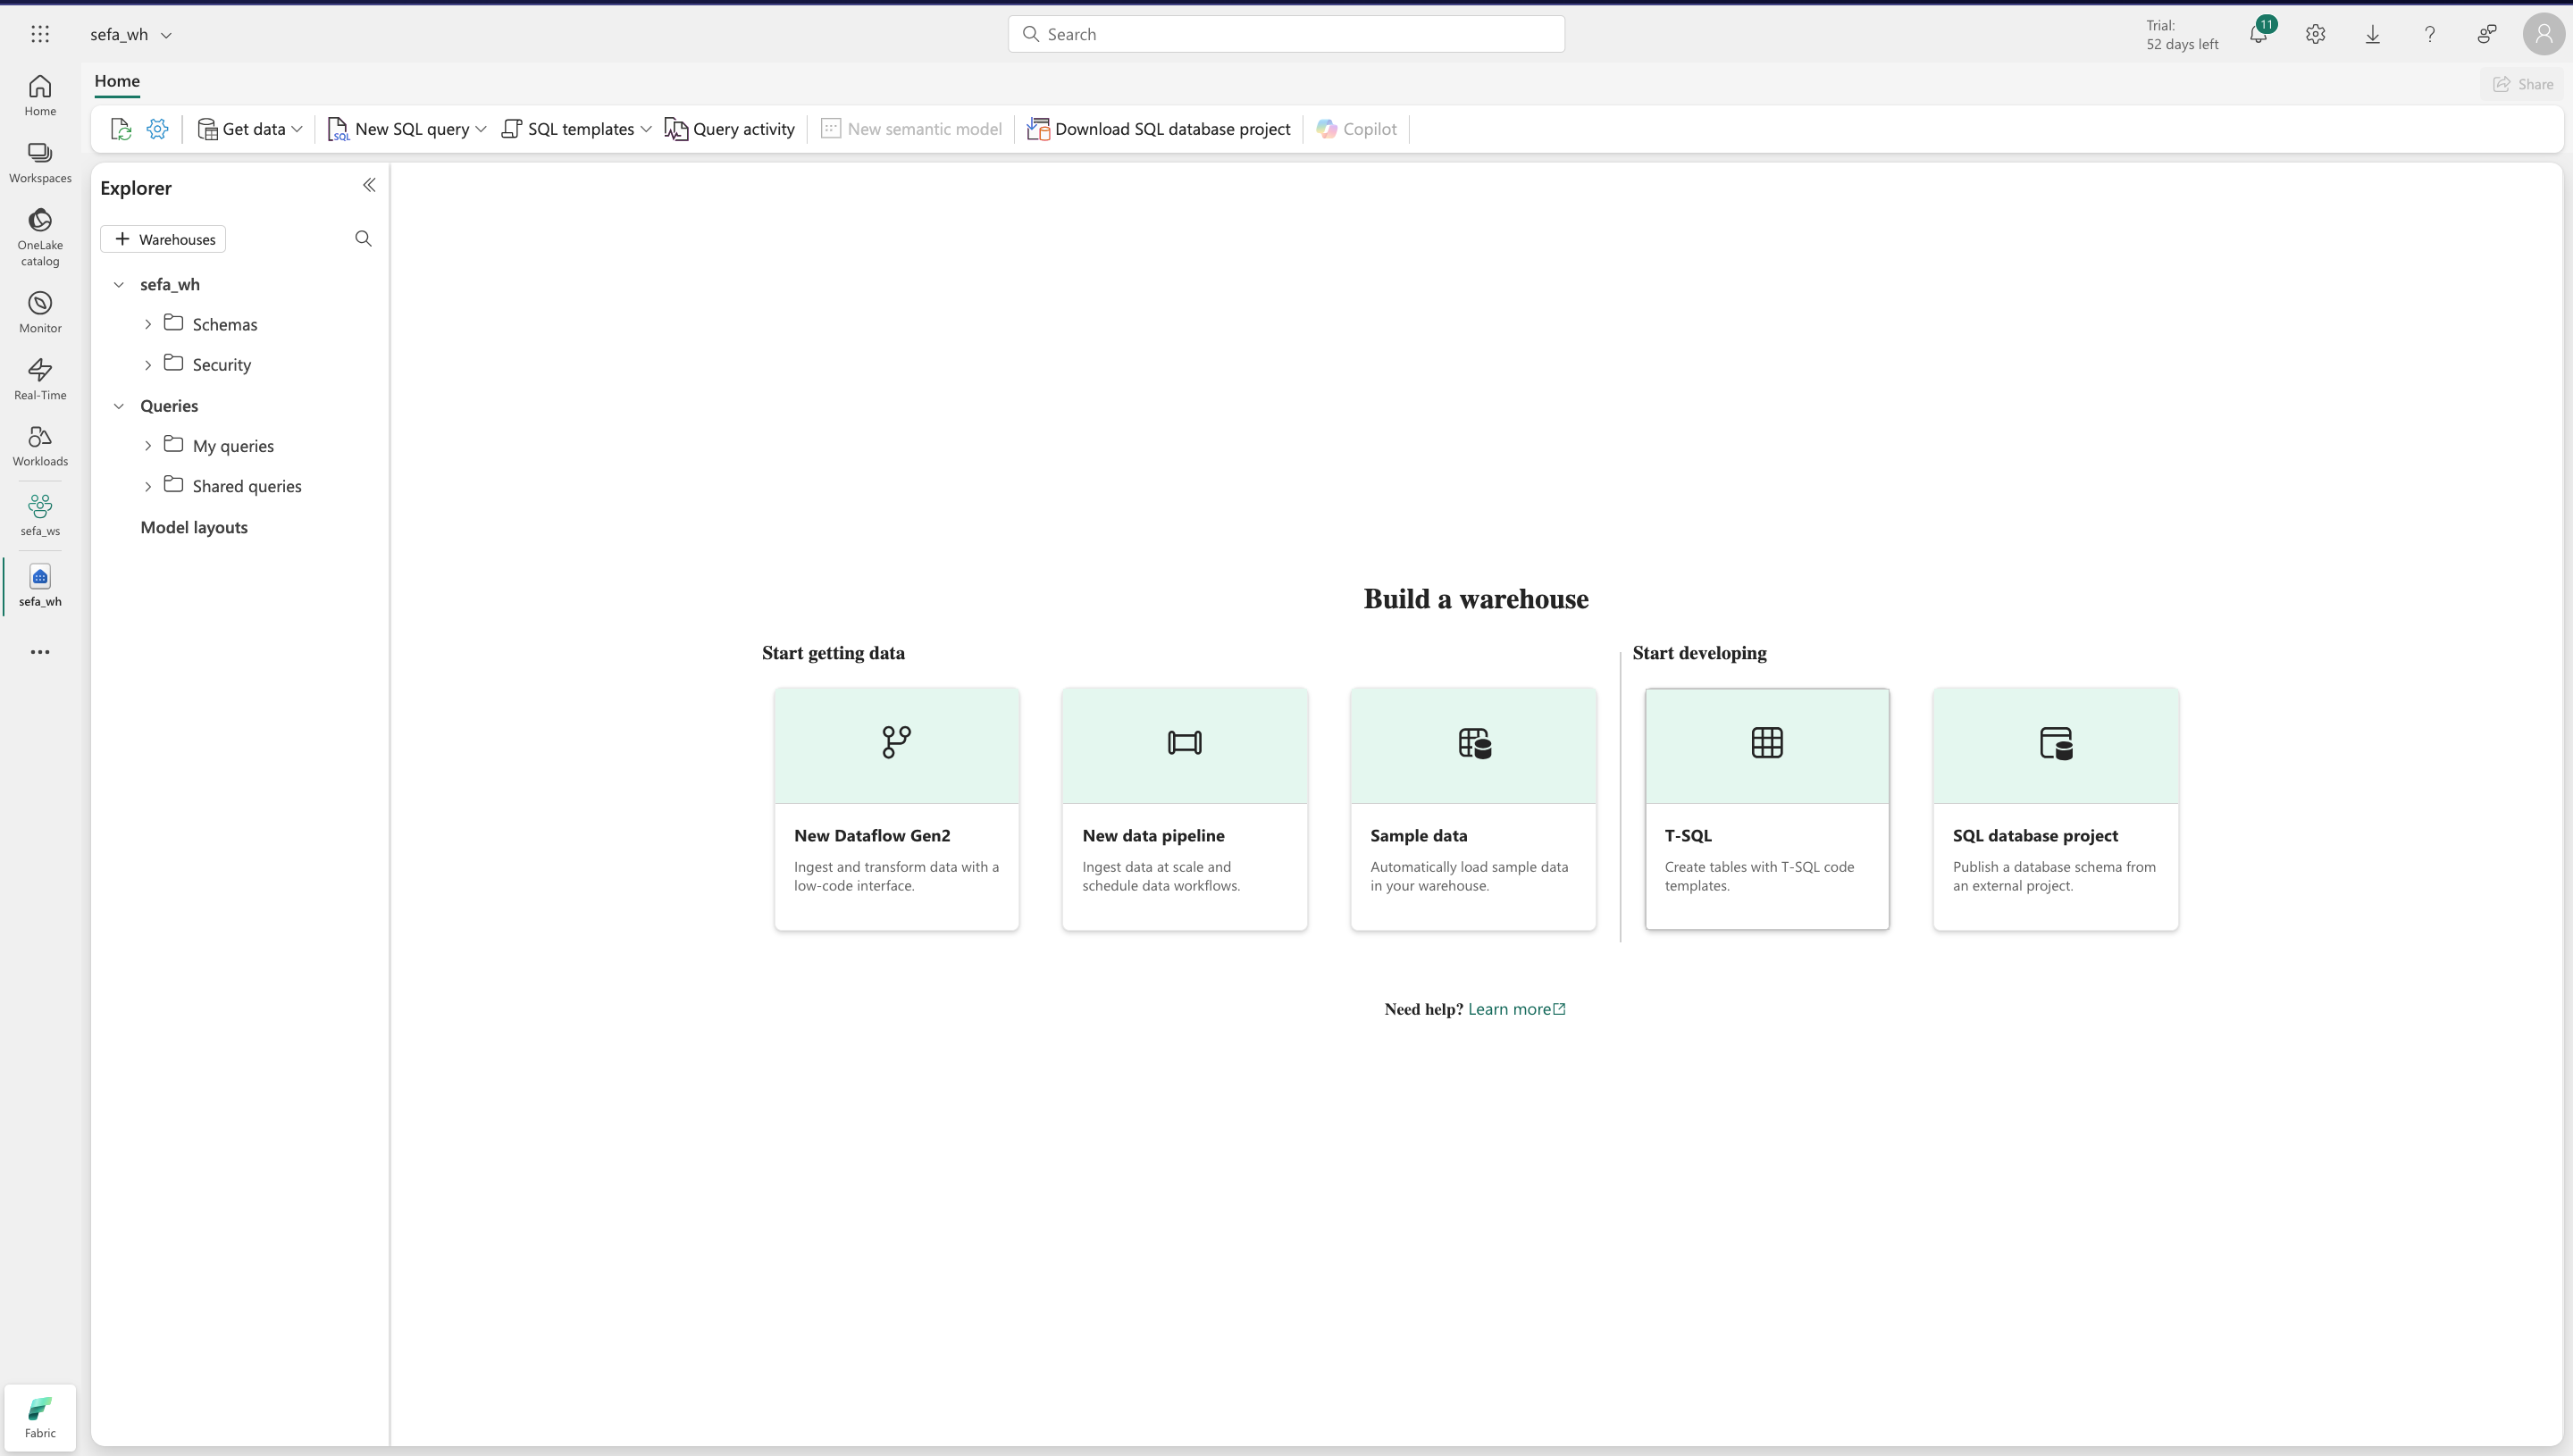 sefa_wh
Search
Trial:
52 days left
11
Home
Share
Get data
New SQL query
SQL templates
Query activity
New semantic model
Download SQL database project
Copilot
Home
Workspaces
OneLake
catalog
Monitor
Real-Time
Workloads
sefa_ws
sefa_wh
Fabric
Explorer
Warehouses
sefa_wh
Schemas
Security
Queries
My queries
Shared queries
Model layouts
Build a warehouse
Start getting data
Start developing
New Dataflow Gen2
Ingest and transform data with a
low-code interface.
New data pipeline
Ingest data at scale and
schedule data workflows.
Sample data
Automatically load sample data
in your warehouse.
T-SQL
Create tables with T-SQL code
templates.
SQL database project
Publish a database schema from
an external project.
Need help? Learn more